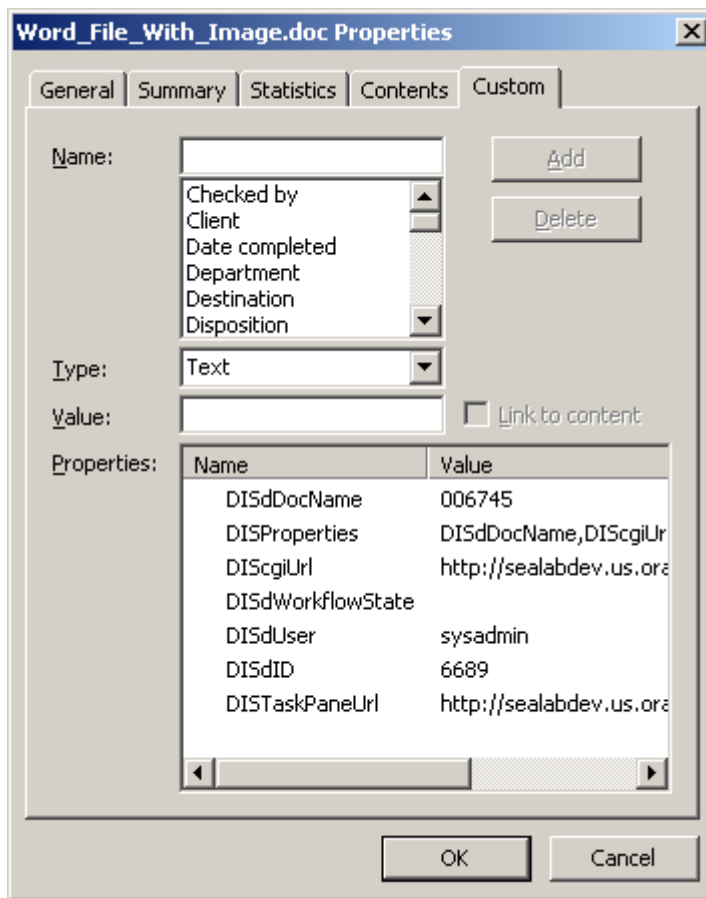 Word_File_With_Image.doc Properties
General Summary Statistics Contents Custom
Name:
Add
Checked by
Client
Date completed
Department
Destination
Disposition
Delete
Type: Text
Value: Link to content
Properties: Name Value
DISdDocName 006745
DISProperties DISdDocName,DIScgiUr
DIScgiUrl http://sealabdev.us.ora
DISdWorkflowState
DISdUser sysadmin
DISdID 6689
DISTaskPaneUrl http://sealabdev.us.ora
OK Cancel